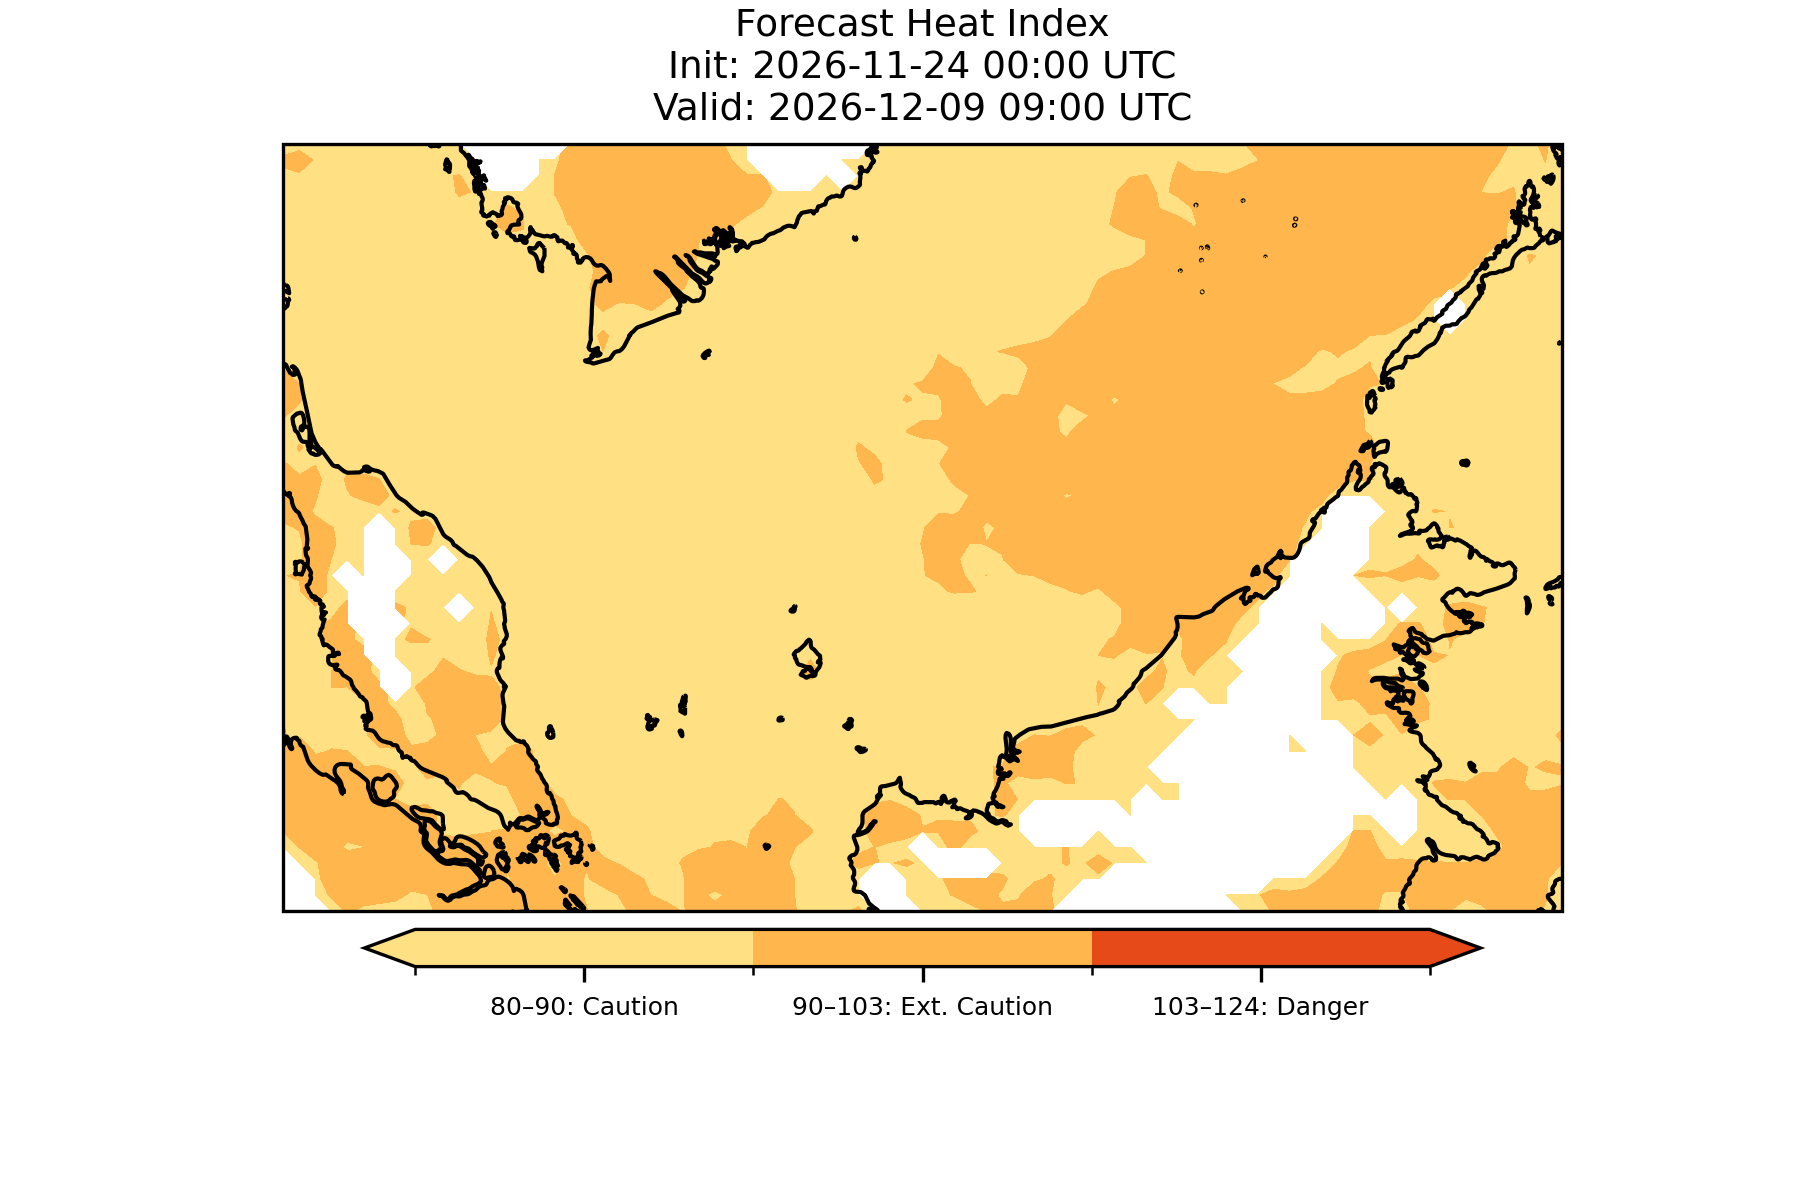 Forecast Heat Index
Init: 2026-11-24 00:00 UTC
Valid: 2026-12-09 09:00 UTC
80–90: Caution
90–103: Ext. Caution
103–124: Danger